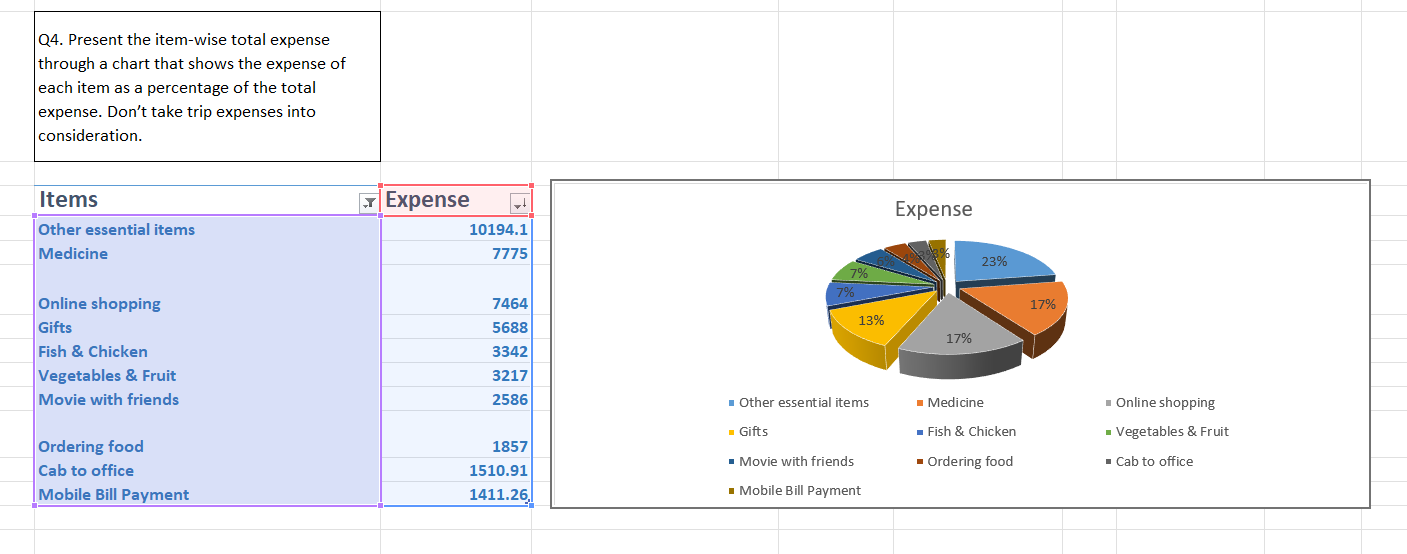 Q4. Present the item-wise total expense
through a chart that shows the expense of
each item as a percentage of the total
expense. Don't take trip expenses into
consideration.
Items Expense
Other essential items 10194.1
Medicine 7775
Online shopping 7464
Gifts 5688
Fish & Chicken 3342
Vegetables & Fruit 3217
Movie with friends 2586
Ordering food 1857
Cab to office 1510.91
Mobile Bill Payment 1411.26
Expense
23%
17%
17%
13%
7%
7%
6%
4%
3%
3%
Other essential items Medicine Online shopping
Gifts Fish & Chicken Vegetables & Fruit
Movie with friends Ordering food Cab to office
Mobile Bill Payment